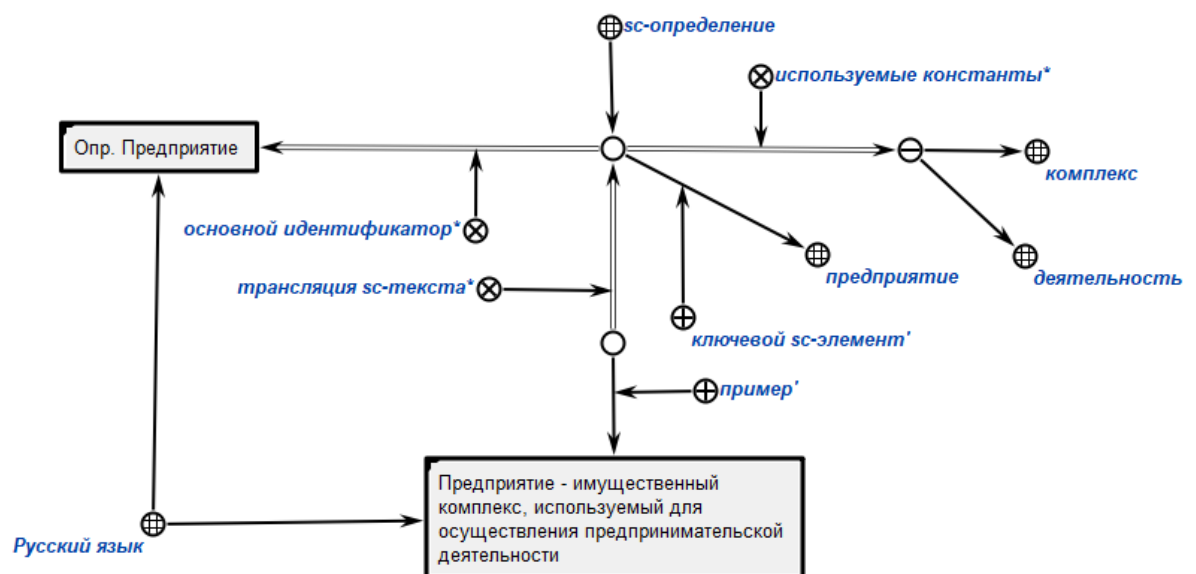 sc-определение
используемые константы*
Опр. Предприятие
комплекс
основной идентификатор*
предприятие
деятельность
трансляция sc-текста*
ключевой sc-элемент'
пример'
Предприятие - имущественный
комплекс, используемый для
осуществления предпринимательской
деятельности
Русский язык